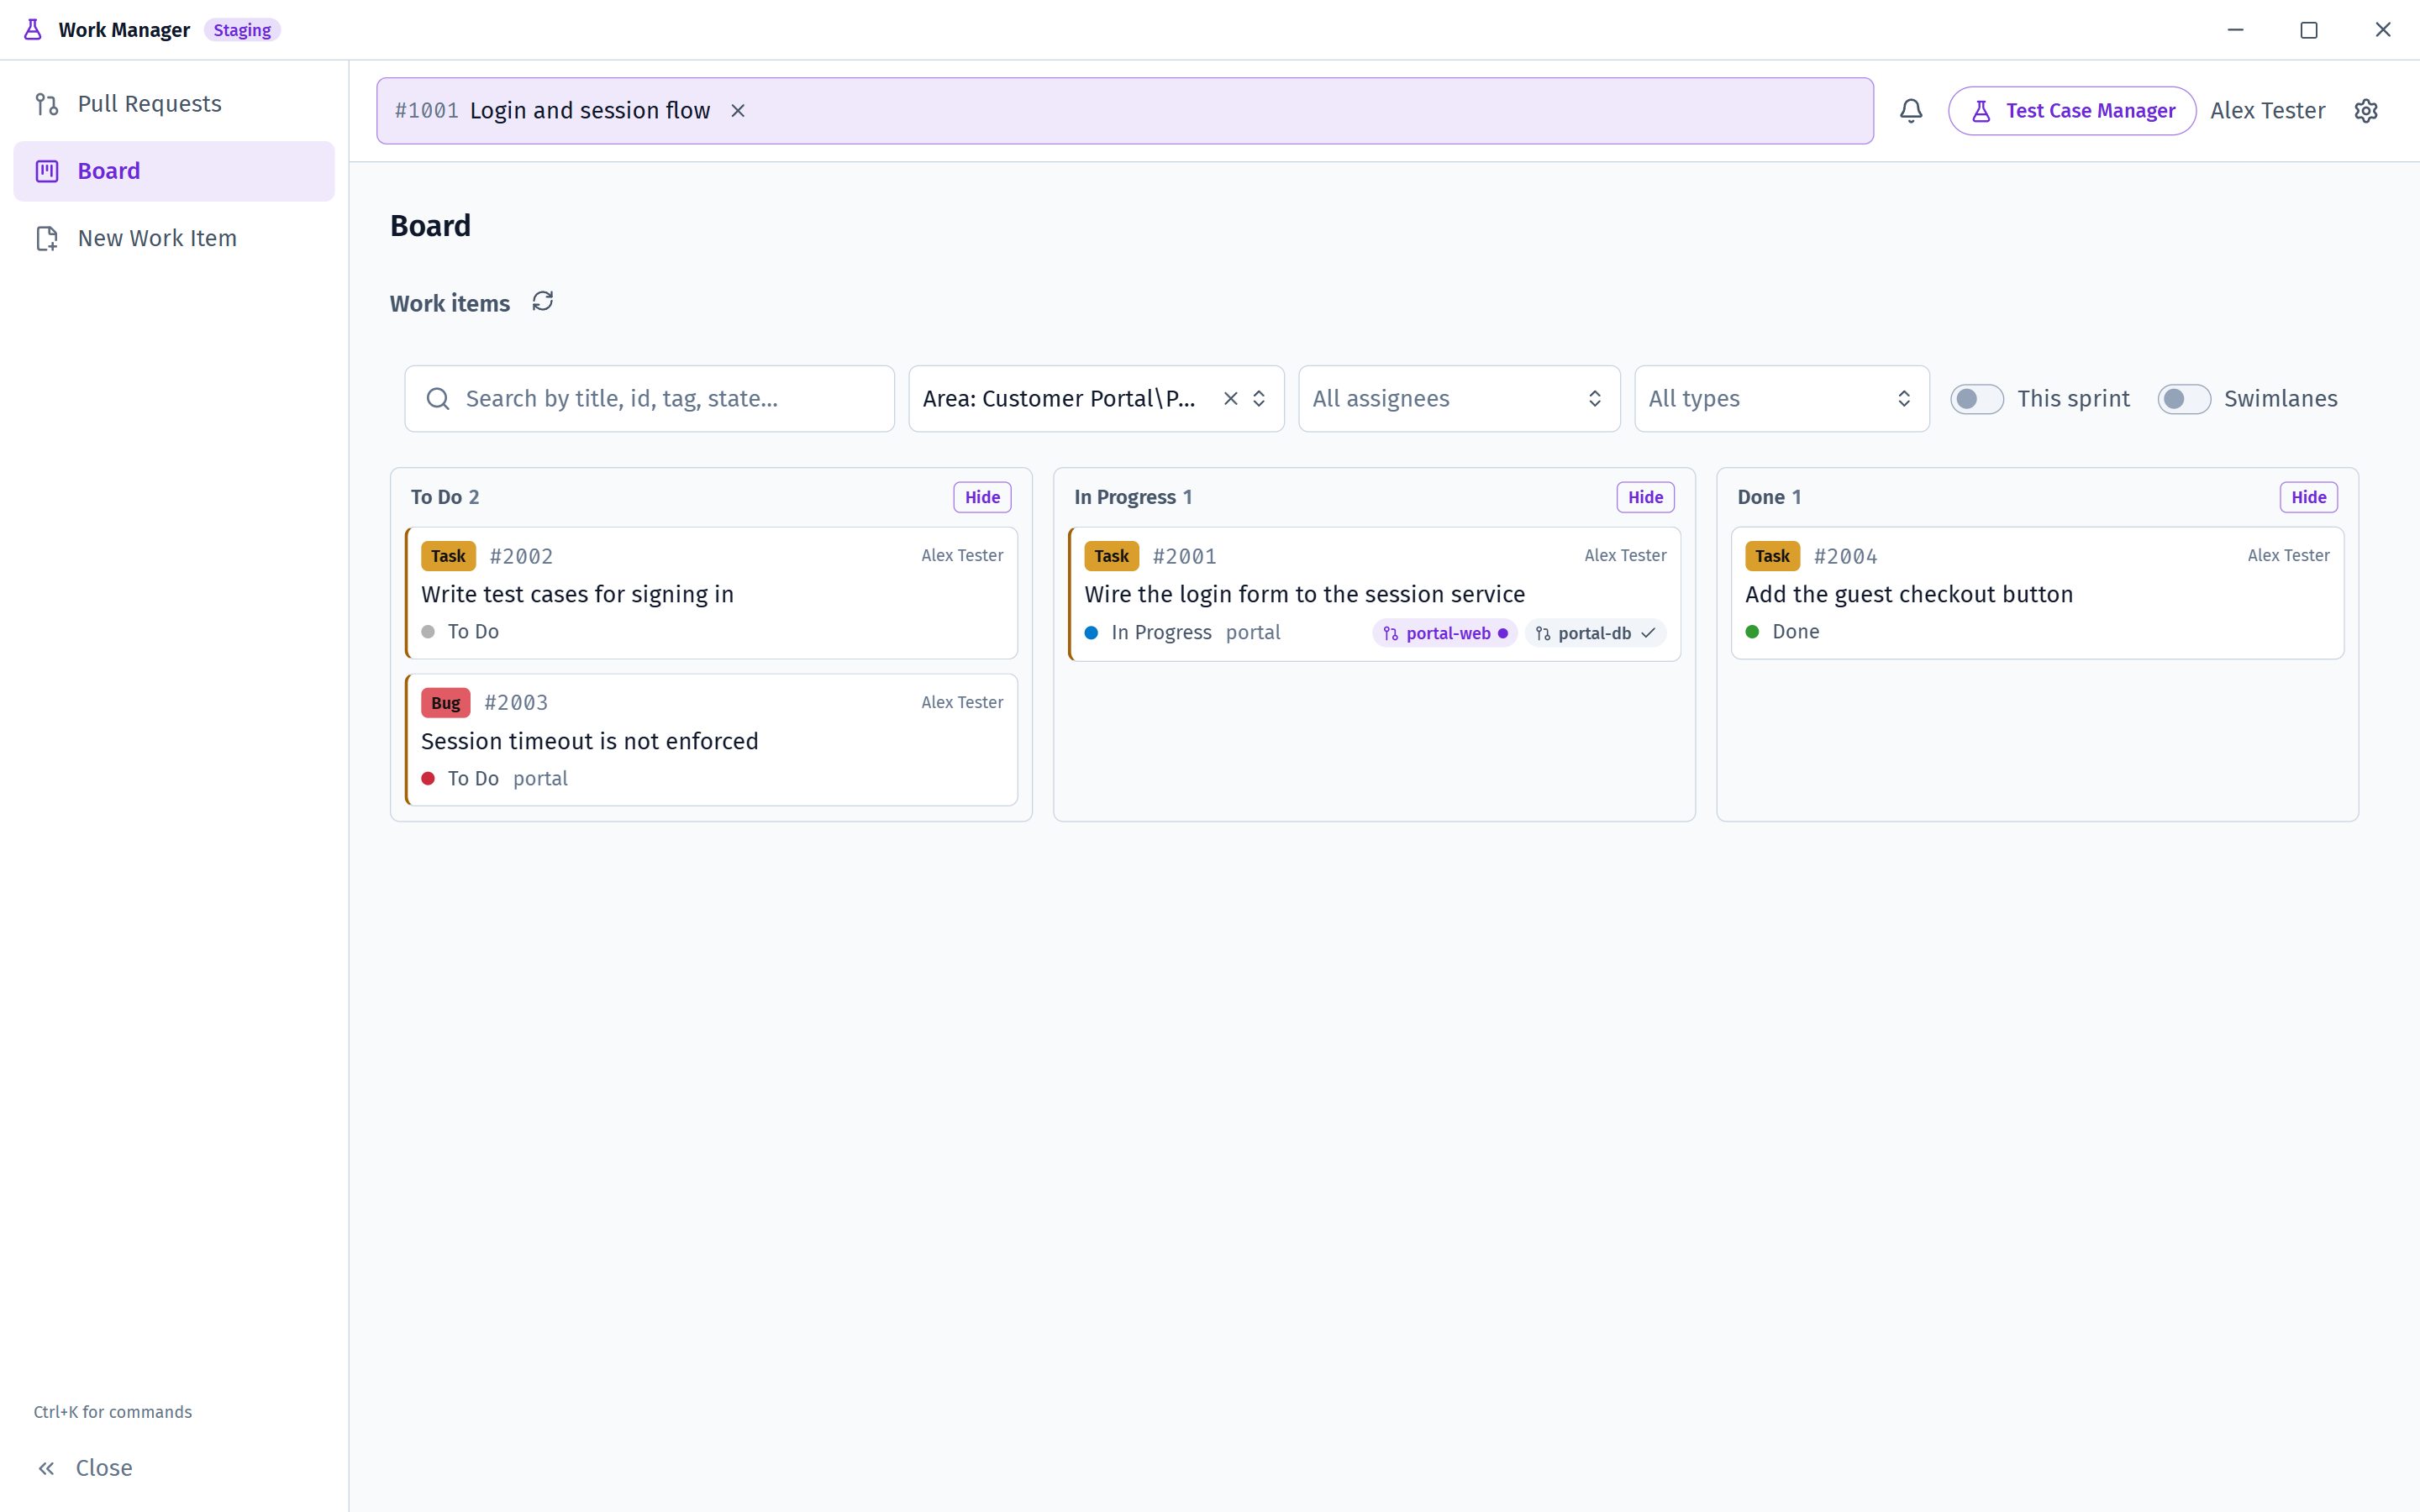 Work Manager Staging
Pull Requests
Board
New Work Item
Ctrl+K for commands
Close
#1001 Login and session flow
Test Case Manager
Alex Tester
Board
Work items
Search by title, id, tag, state...
Area: Customer Portal\P...
All assignees
All types
This sprint
Swimlanes
To Do 2
Hide
Task #2002 Alex Tester
Write test cases for signing in
To Do
Bug #2003 Alex Tester
Session timeout is not enforced
To Do portal
In Progress 1
Hide
Task #2001 Alex Tester
Wire the login form to the session service
In Progress portal portal-web portal-db
Done 1
Hide
Task #2004 Alex Tester
Add the guest checkout button
Done